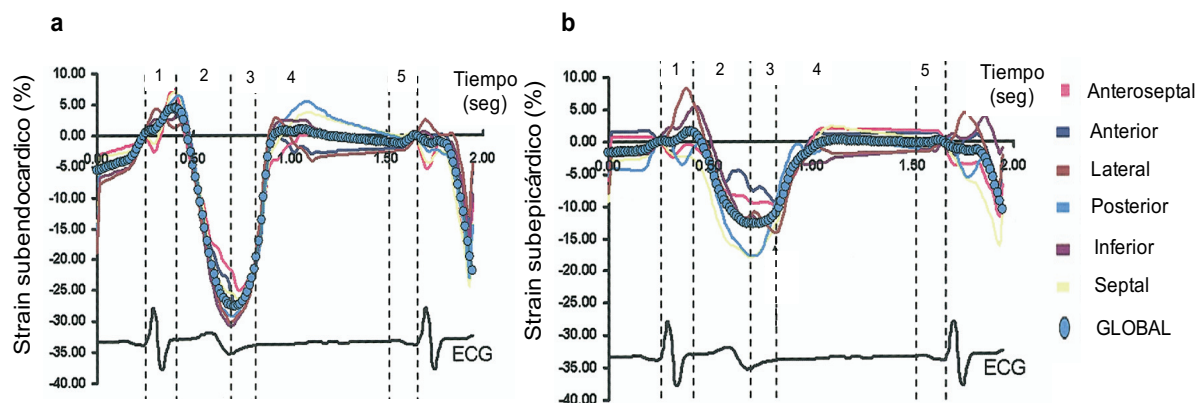 a
Strain subendocardico (%)
10.00
5.00
0.00
-5.00
-10.00
-15.00
-20.00
-25.00
-30.00
-35.00
-40.00
1 2 3 4 5
Tiempo
(seg)
0.00 0.50 1.00 1.50 2.00
ECG
b
Strain subepicárdico (%)
10.00
5.00
0.00
-5.00
-10.00
-15.00
-20.00
-25.00
-30.00
-35.00
-40.00
1 2 3 4 5
Tiempo
(seg)
0.00 0.50 1.00 1.50 2.00
ECG
Anteroseptal
Anterior
Lateral
Posterior
Inferior
Septal
GLOBAL